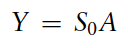 Y = S₀A